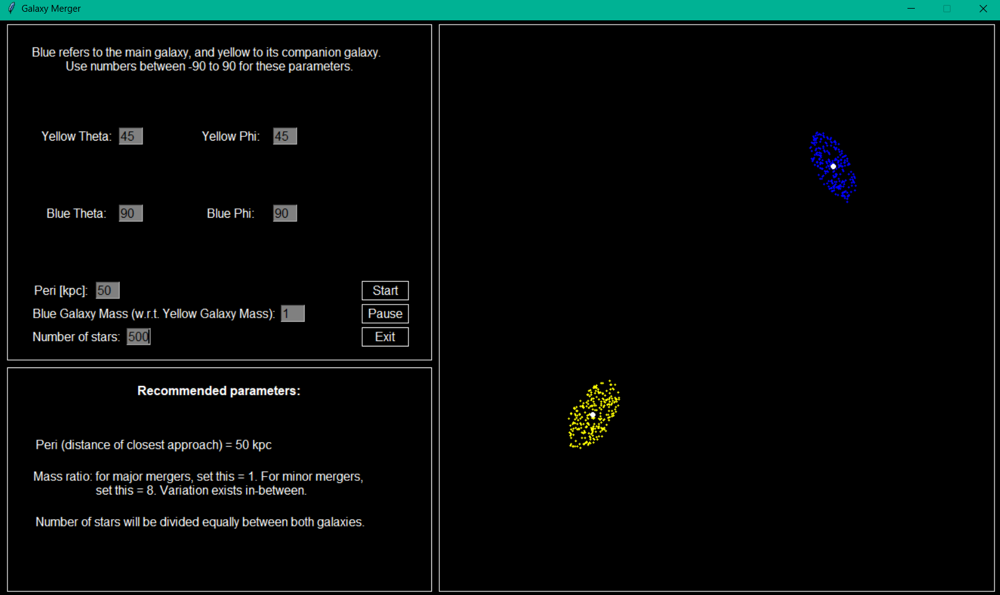 Galaxy Merger
Blue refers to the main galaxy, and yellow to its companion galaxy.
Use numbers between -90 to 90 for these parameters.
Yellow Theta: 45 Yellow Phi: 45
Blue Theta: 90 Blue Phi: 90
Peri [kpc]: 50 Start
Blue Galaxy Mass (w.r.t. Yellow Galaxy Mass): 1 Pause
Number of stars: 500 Exit
Recommended parameters:
Peri (distance of closest approach) = 50 kpc
Mass ratio: for major mergers, set this = 1. For minor mergers,
set this = 8. Variation exists in-between.
Number of stars will be divided equally between both galaxies.